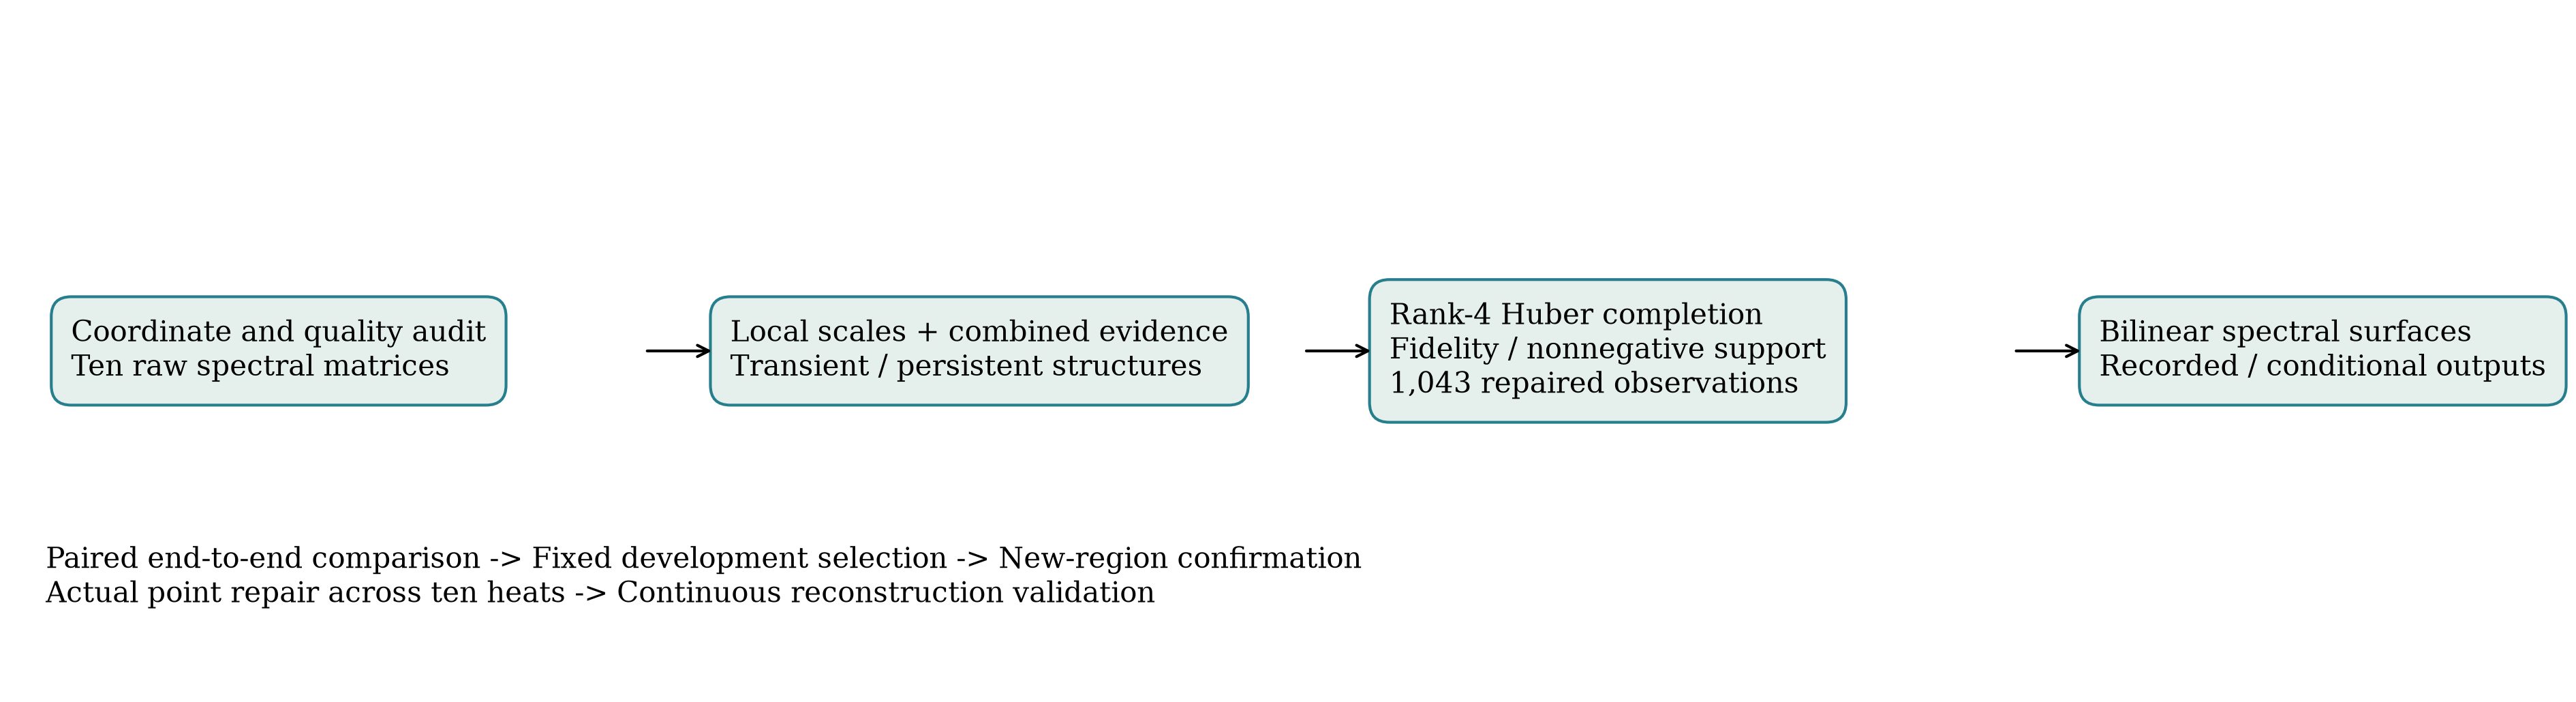 Coordinate and quality audit
Ten raw spectral matrices
Local scales + combined evidence
Transient / persistent structures
Rank-4 Huber completion
Fidelity / nonnegative support
1,043 repaired observations
Bilinear spectral surfaces
Recorded / conditional outputs
Paired end-to-end comparison -> Fixed development selection -> New-region confirmation
Actual point repair across ten heats -> Continuous reconstruction validation